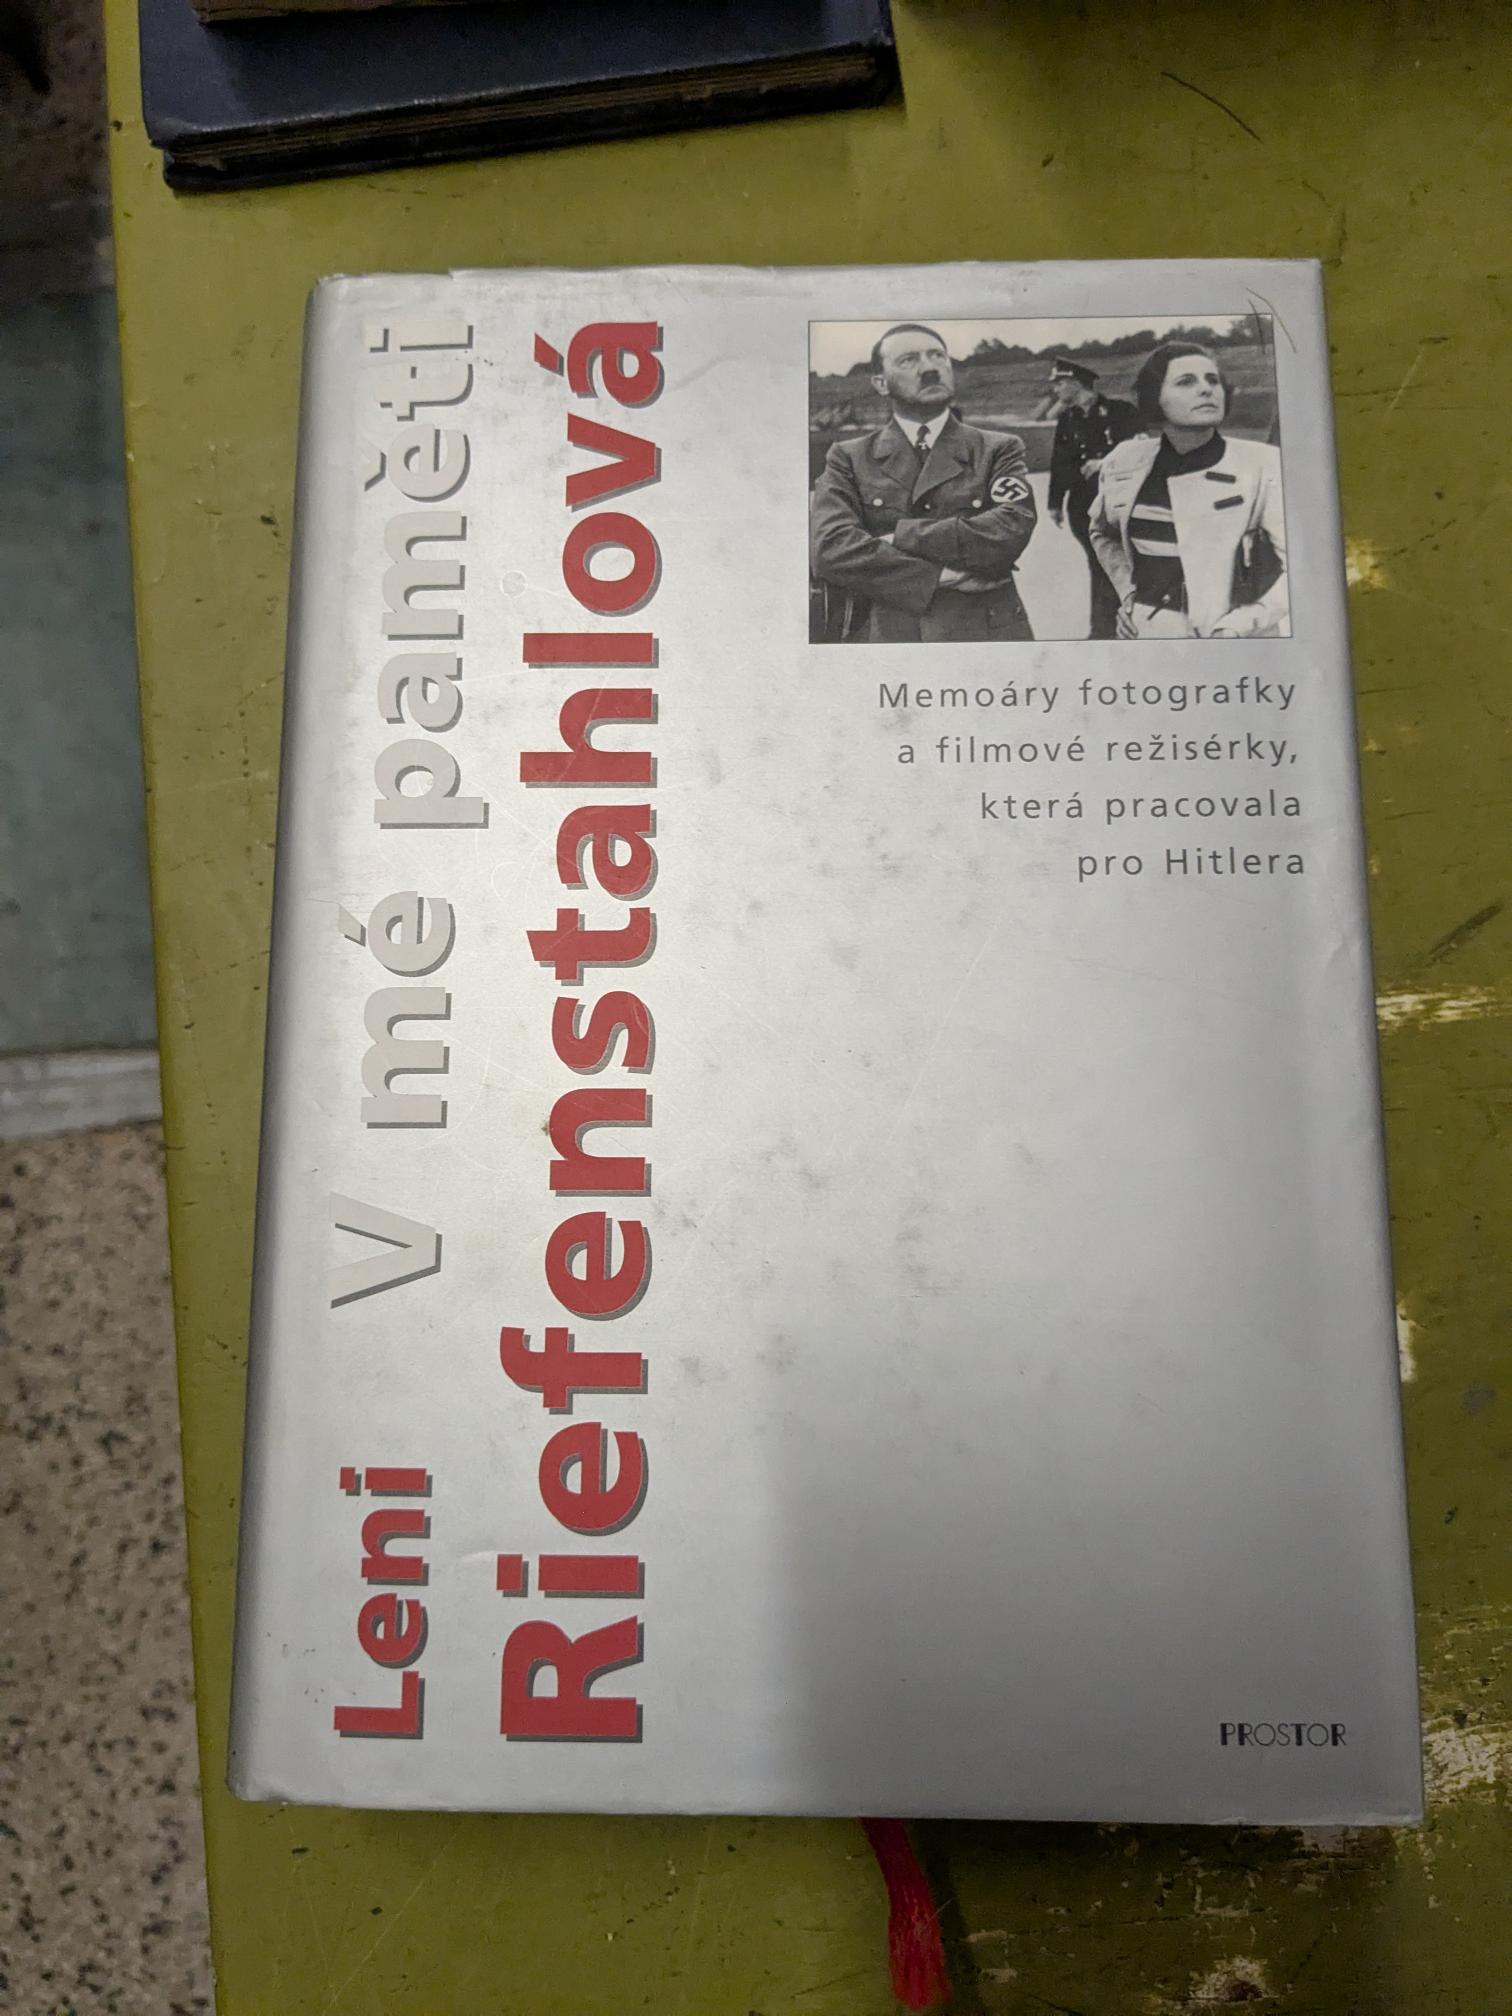 Leni V mé paměti
Riefenstahlová
Memoáry fotografky
a filmové režisérky,
která pracovala
pro Hitlera
PROSTOR